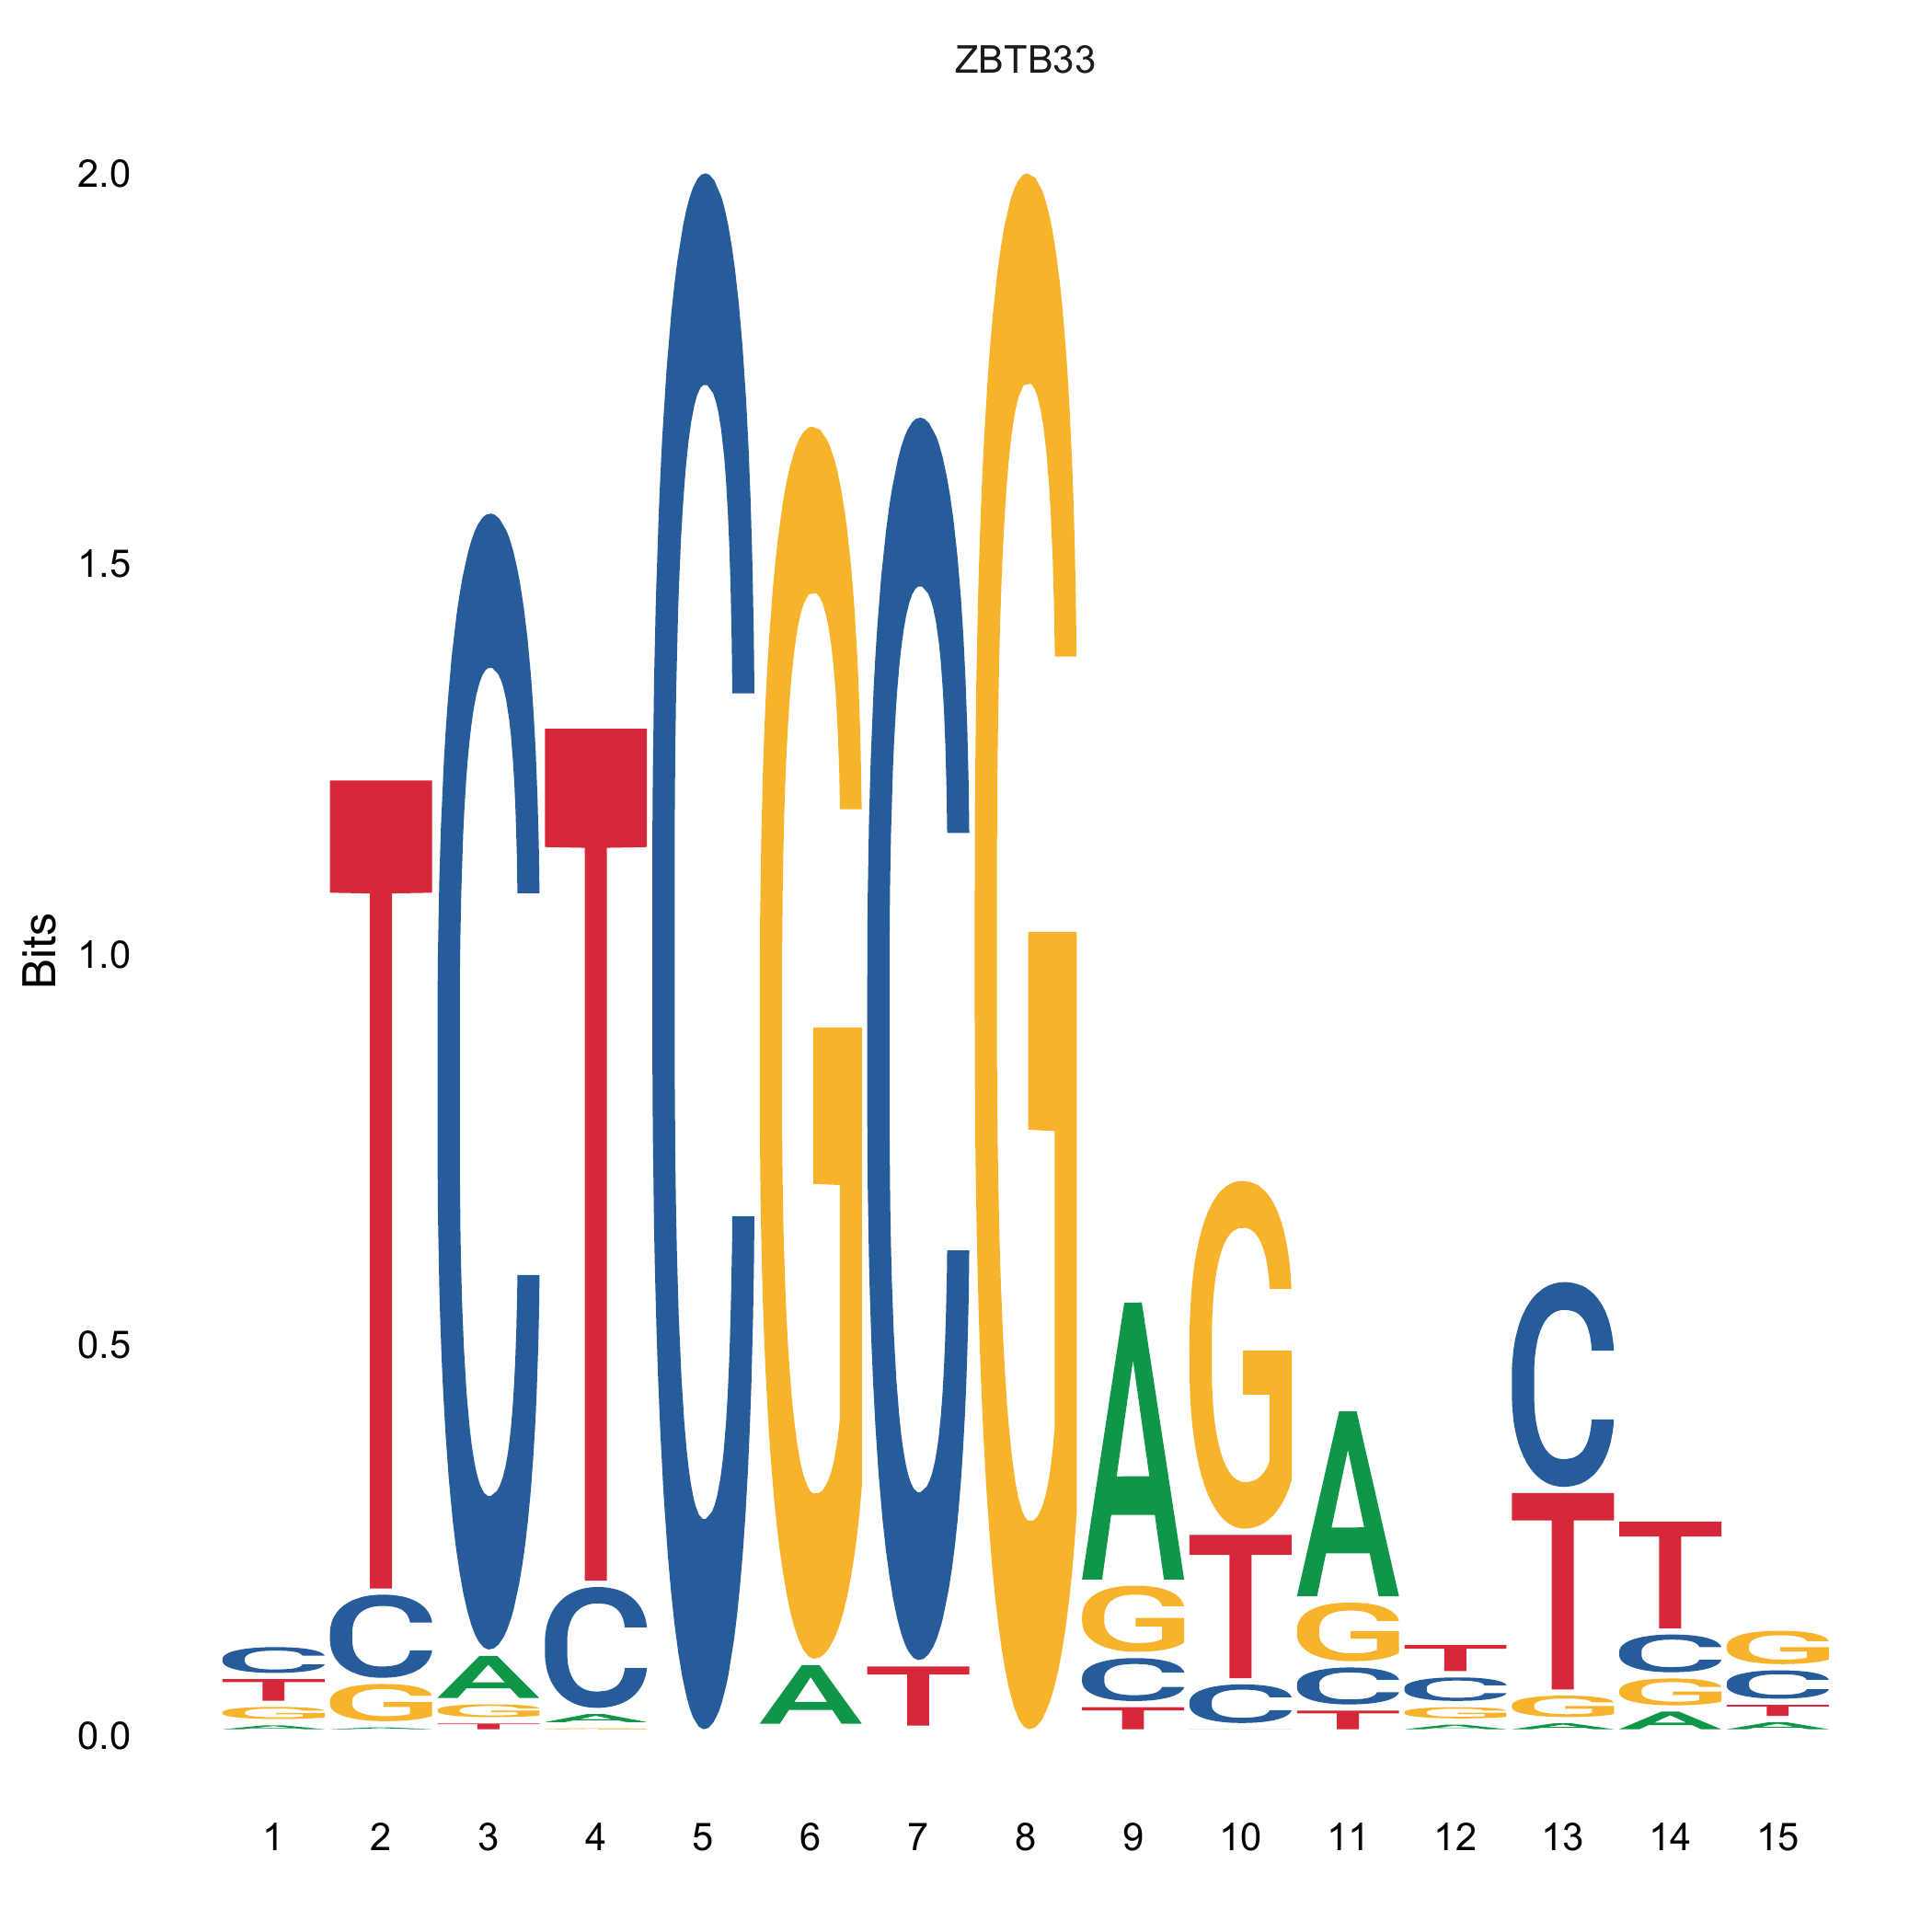 ZBTB33
2.0
1.5
1.0
0.5
0.0
Bits
C T G A
T C G A
C A G T
T C A G
C
G A
C T
G
A G C T
G T C
A G C T
T C G A
C T G A
T C G A
G C T A
1 2 3 4 5 6 7 8 9 10 11 12 13 14 15